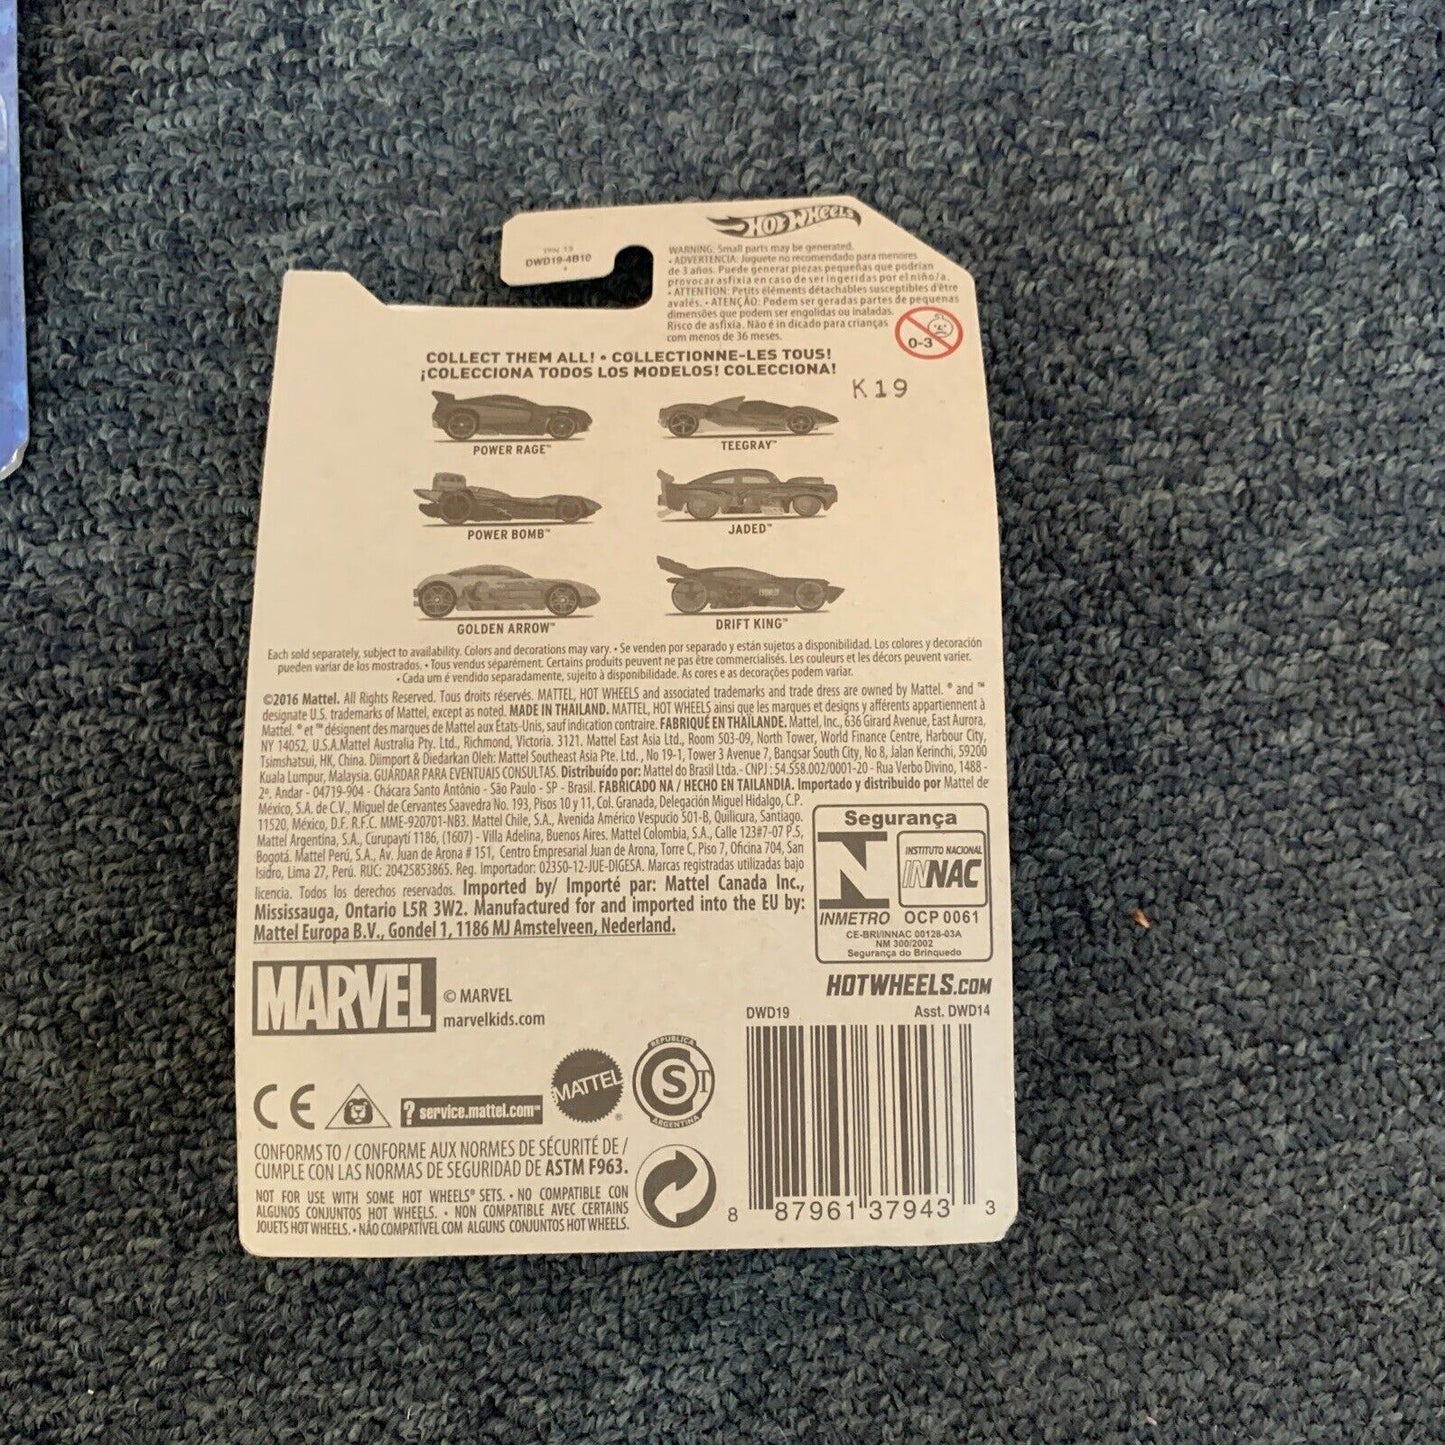 HOT WHEELS
DWD19-4B10
WARNING: Small parts may be generated.
• ADVERTENCIA: Juguete no recomendado para menores
de 3 años. Puede generar piezas pequeñas que podrían
provocar asfixia en caso de ser ingeridas por el niño/a.
• ATTENTION: Petits éléments détachables susceptibles d'être
avalés. • ATENÇÃO: Podem ser geradas partes de pequenas
dimensões que podem ser engolidas ou inaladas.
Risco de asfixia. Não é indicado para crianças
com menos de 36 meses.
0-3
COLLECT THEM ALL! • COLLECTIONNE-LES TOUS!
¡COLECCIONA TODOS LOS MODELOS! COLECCIONA!
K19
POWER RAGE™
TEEGRAY™
POWER BOMB™
JADED™
GOLDEN ARROW™
DRIFT KING™
Each sold separately, subject to availability. Colors and decorations may vary. • Se venden por separado y están sujetos a disponibilidad. Los colores y decoración
pueden variar de los mostrados. • Tous vendus séparément. Certains produits peuvent ne pas être commercialisés. Les couleurs et les décors peuvent varier.
• Cada um é vendido separadamente, sujeito à disponibilidade. As cores e as decorações podem variar.
©2016 Mattel. All Rights Reserved. Tous droits réservés. MATTEL, HOT WHEELS and associated trademarks and trade dress are owned by Mattel. ® and ™
designate U.S. trademarks of Mattel, except as noted. MADE IN THAILAND. MATTEL, HOT WHEELS ainsi que les marques et designs y afférents appartiennent à
Mattel. ® et ™ désignent des marques de Mattel aux États-Unis, sauf indication contraire. FABRIQUÉ EN THAÏLANDE. Mattel, Inc., 636 Girard Avenue, East Aurora,
NY 14052, U.S.A.Mattel Australia Pty. Ltd., Richmond, Victoria. 3121. Mattel East Asia Ltd., Room 503-09, North Tower, World Finance Centre, Harbour City,
Tsimshatsui, HK, China. Diimport & Diedarkan Oleh: Mattel Southeast Asia Pte. Ltd. , No 19-1, Tower 3 Avenue 7, Bangsar South City, No 8, Jalan Kerinchi, 59200
Kuala Lumpur, Malaysia. GUARDAR PARA EVENTUAIS CONSULTAS. Distribuído por: Mattel do Brasil Ltda. - CNPJ : 54.558.002/0001-20 - Rua Verbo Divino, 1488 -
2º. Andar - 04719-904 - Chácara Santo Antônio - São Paulo - SP - Brasil. FABRICADO NA / HECHO EN TAILANDIA. Importado y distribuido por Mattel de
México, S.A. de C.V., Miguel de Cervantes Saavedra No. 193, Pisos 10 y 11, Col. Granada, Delegación Miguel Hidalgo, C.P.
11520, México, D.F. R.F.C. MME-920701-NB3. Mattel Chile, S.A., Avenida Américo Vespucio 501-B, Quilicura, Santiago.
Mattel Argentina, S.A., Curupaytí 1186, (1607) - Villa Adelina, Buenos Aires. Mattel Colombia, S.A., Calle 123#7-07 P.5,
Bogotá. Mattel Perú, S.A., Av. Juan de Arona # 151, Centro Empresarial Juan de Arona, Torre C, Piso 7, Oficina 704, San
Isidro, Lima 27, Perú. RUC: 20425853865. Reg. Importador: 02350-12-JUE-DIGESA. Marcas registradas utilizadas bajo
licencia. Todos los derechos reservados. Imported by/ Importé par: Mattel Canada Inc.,
Mississauga, Ontario L5R 3W2. Manufactured for and imported into the EU by:
Mattel Europa B.V., Gondel 1, 1186 MJ Amstelveen, Nederland.
Segurança
INSTITUTO NACIONAL
INNAC
INMETRO OCP 0061
CE-BRI/INNAC 00128-03A
NM 300/2002
Segurança do Brinquedo
MARVEL
© MARVEL
marvelkids.com
HOTWHEELS.COM
DWD19 Asst. DWD14
CE
? service.mattel.com™
MATTEL®
REPUBLICA
S I
ARGENTINA
CONFORMS TO / CONFORME AUX NORMES DE SÉCURITÉ DE /
CUMPLE CON LAS NORMAS DE SEGURIDAD DE ASTM F963.
NOT FOR USE WITH SOME HOT WHEELS® SETS. • NO COMPATIBLE CON
ALGUNOS CONJUNTOS HOT WHEELS. • NON COMPATIBLE AVEC CERTAINS
JOUETS HOT WHEELS. • NÃO COMPATÍVEL COM ALGUNS CONJUNTOS HOT WHEELS.
8 87961 37943 3